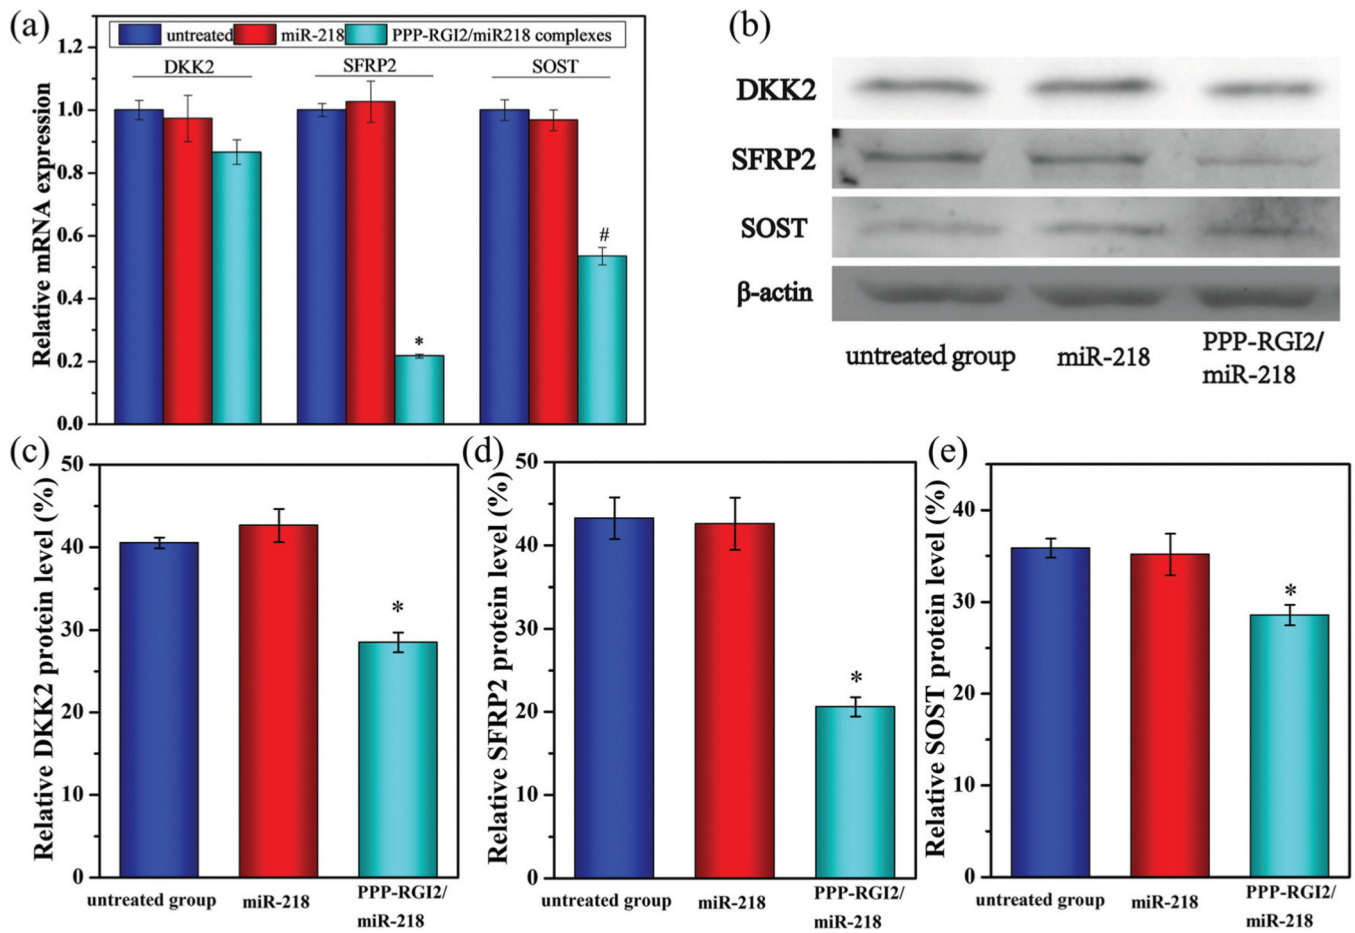 (a)
untreated miR-218 PPP-RGI2/miR218 complexes
DKK2 SFRP2 SOST
Relative mRNA expression
1.2
1.0
0.8
0.6
0.4
0.2
0.0
*
#
(b)
DKK2
SFRP2
SOST
β-actin
untreated group miR-218 PPP-RGI2/
miR-218
(c)
Relative DKK2 protein level (%)
50
40
30
20
10
0
*
untreated group miR-218 PPP-RGI2/
miR-218
(d)
Relative SFRP2 protein level (%)
50
40
30
20
10
0
*
untreated group miR-218 PPP-RGI2/
miR-218
(e)
Relative SOST protein level (%)
40
30
20
10
0
*
untreated group miR-218 PPP-RGI2/
miR-218